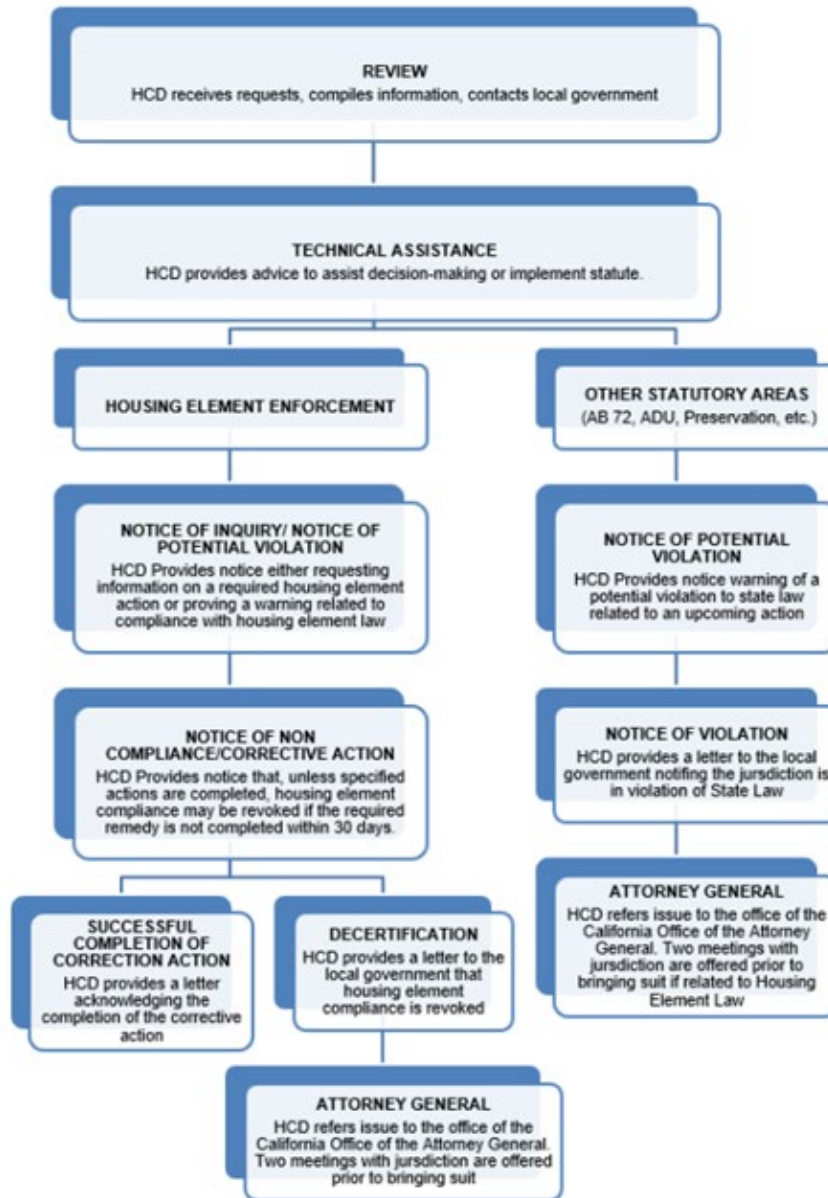 REVIEW
HCD receives requests, compiles information, contacts local government
TECHNICAL ASSISTANCE
HCD provides advice to assist decision-making or implement statute.
HOUSING ELEMENT ENFORCEMENT
OTHER STATUTORY AREAS
(AB 72, ADU, Preservation, etc.)
NOTICE OF INQUIRY/ NOTICE OF
POTENTIAL VIOLATION
HCD Provides notice either requesting
information on a required housing element
action or proving a warning related to
compliance with housing element law
NOTICE OF POTENTIAL
VIOLATION
HCD Provides notice warning of a
potential violation to state law
related to an upcoming action
NOTICE OF NON
COMPLIANCE/CORRECTIVE ACTION
HCD Provides notice that, unless specified
actions are completed, housing element
compliance may be revoked if the required
remedy is not completed within 30 days.
NOTICE OF VIOLATION
HCD provides a letter to the local
government notifing the jursdiction is
in violation of State Law
SUCCESSFUL
COMPLETION OF
CORRECTION ACTION
HCD provides a letter
acknowledging the
completion of the corrective
action
DECERTIFICATION
HCD provides a letter to the
local government that
housing element
compliance is revoked
ATTORNEY GENERAL
HCD refers issue to the office of the
California Office of the Attorney
General. Two meetings with
jursdiction are offered prior to
bringing suit if related to Housing
Element Law
ATTORNEY GENERAL
HCD refers issue to the office of the
California Office of the Attorney General.
Two meetings with jursdiction are offered
prior to bringing suit